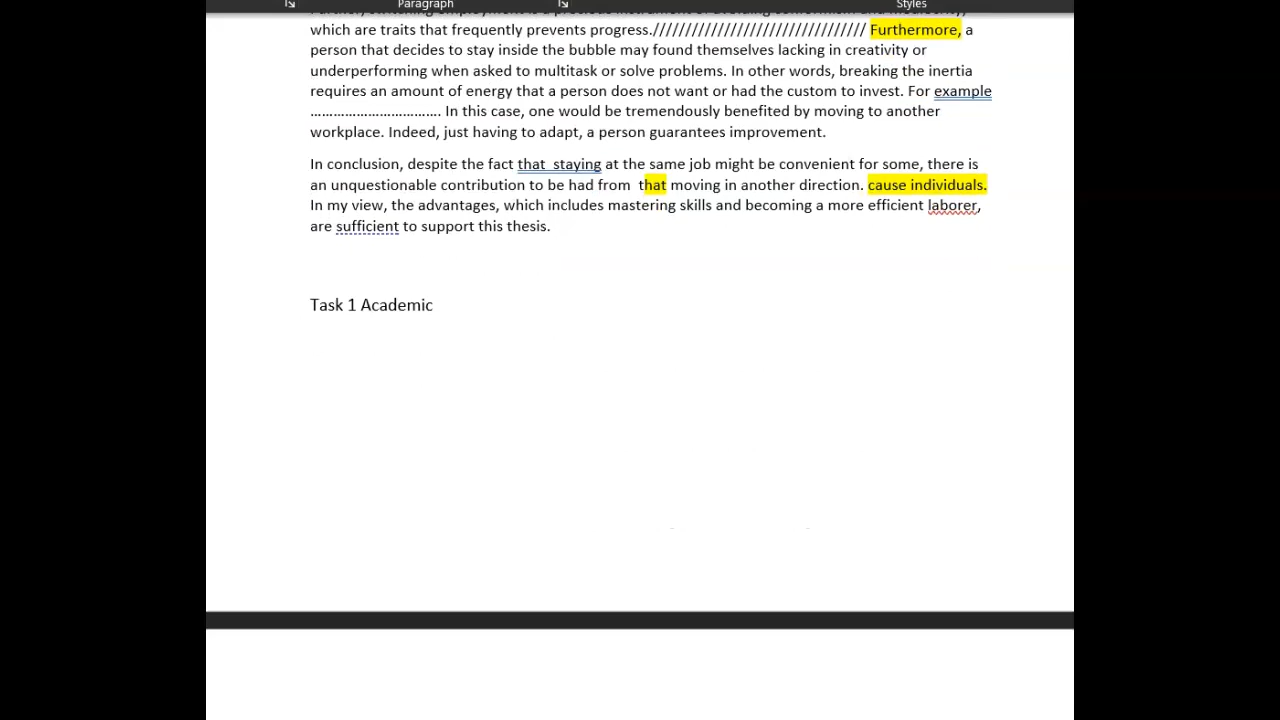 Paragraph
Styles
which are traits that frequently prevents progress.///////////////////////////////// Furthermore, a
person that decides to stay inside the bubble may found themselves lacking in creativity or
underperforming when asked to multitask or solve problems. In other words, breaking the inertia
requires an amount of energy that a person does not want or had the custom to invest. For example
……………………………. In this case, one would be tremendously benefited by moving to another
workplace. Indeed, just having to adapt, a person guarantees improvement.
In conclusion, despite the fact that  staying at the same job might be convenient for some, there is
an unquestionable contribution to be had from  that moving in another direction. cause individuals.
In my view, the advantages, which includes mastering skills and becoming a more efficient laborer,
are sufficient to support this thesis.
Task 1 Academic